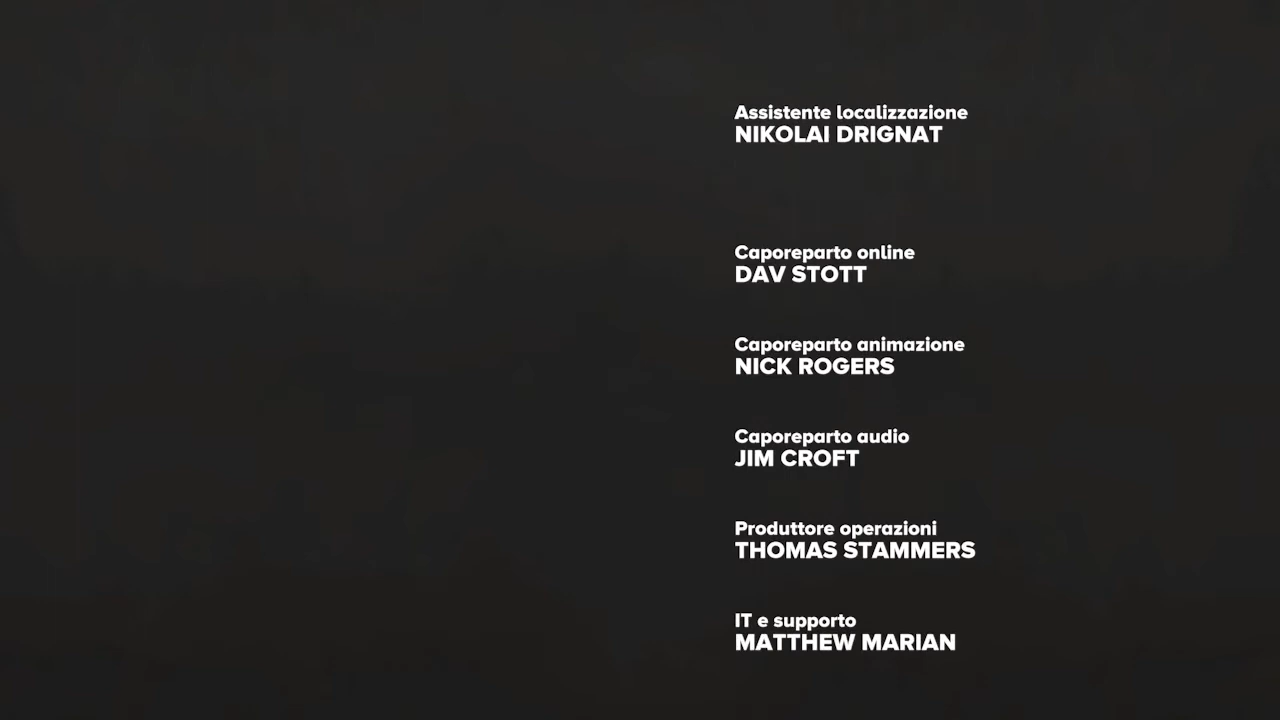 Assistente localizzazione
NIKOLAI DRIGNAT
Caporeparto online
DAV STOTT
Caporeparto animazione
NICK ROGERS
Caporeparto audio
JIM CROFT
Produttore operazioni
THOMAS STAMMERS
IT e supporto
MATTHEW MARIAN